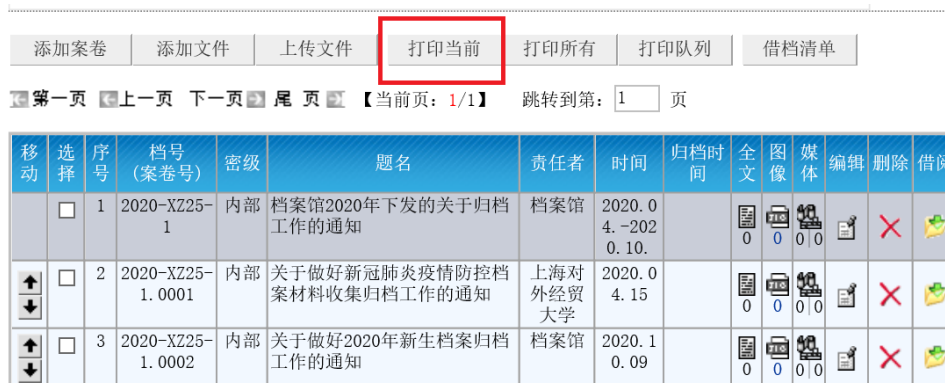 添加案卷 添加文件 上传文件 打印当前 打印所有 打印队列 借档清单
第一页 上一页 下一页 尾 页 【当前页: 1/1】 跳转到第: 1 页
移动 选择 序号 档号(案卷号) 密级 题名 责任者 时间 归档时间 全文 图像 媒体 编辑 删除 借阅
1 2020-XZ25-1 内部 档案馆2020年下发的关于归档工作的通知 档案馆 2020.04.-2020.10. 0 0 0|0
2 2020-XZ25-1.0001 内部 关于做好新冠肺炎疫情防控档案材料收集归档工作的通知 上海对外经贸大学 2020.04.15 0 0 0|0
3 2020-XZ25-1.0002 内部 关于做好2020年新生档案归档工作的通知 档案馆 2020.10.09 0 0 0|0